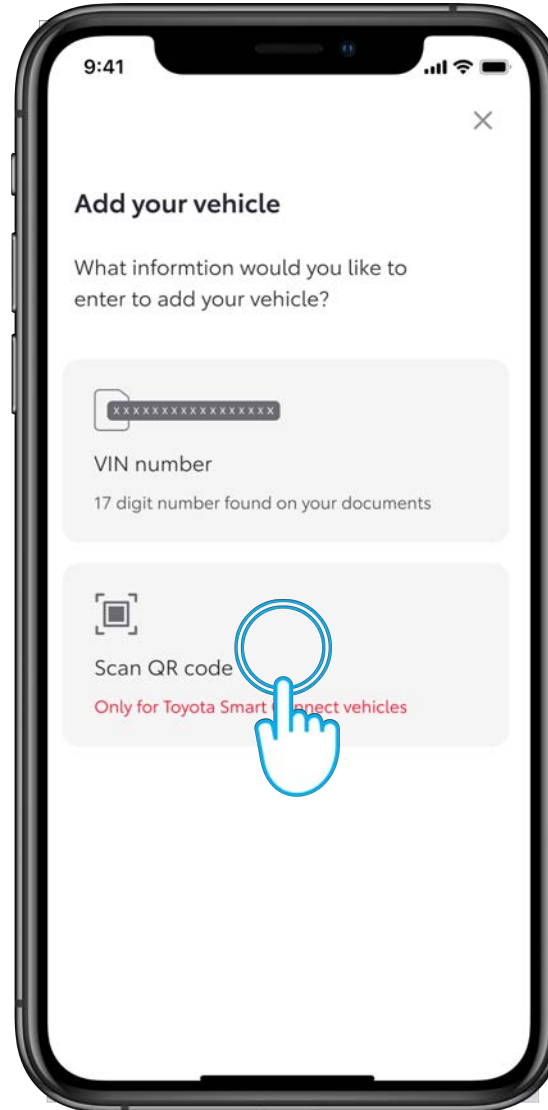 9:41
Add your vehicle
What informtion would you like to
enter to add your vehicle?
xxxxxxxxxxxxxxxxx
VIN number
17 digit number found on your documents
Scan QR code
Only for Toyota Smart Connect vehicles